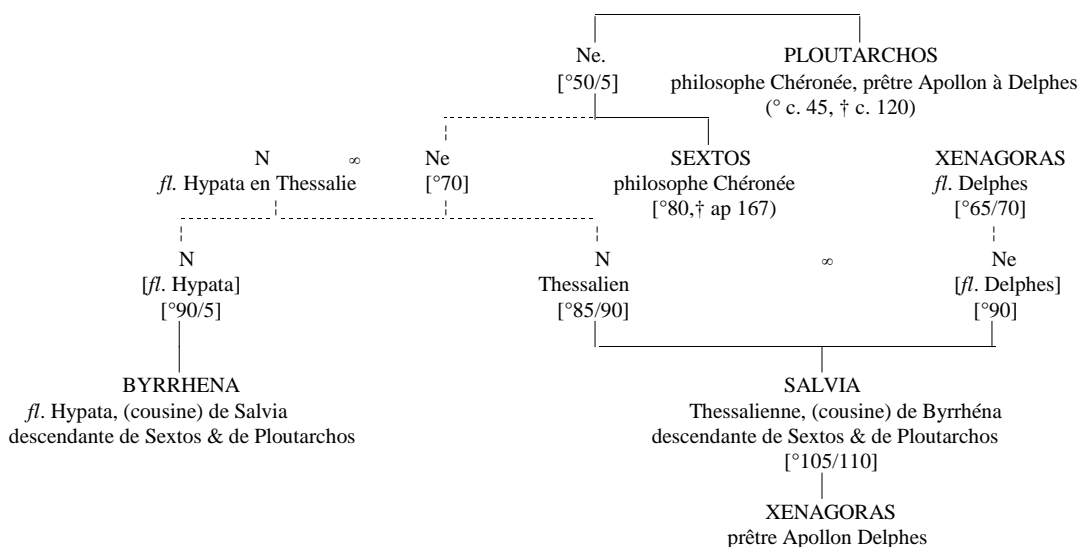 Ne. PLOUTARCHOS
[°50/5] philosophe Chéronée, prêtre Apollon à Delphes
(° c. 45, † c. 120)
N ∞ Ne SEXTOS XENAGORAS
fl. Hypata en Thessalie [°70] philosophe Chéronée fl. Delphes
[°80,† ap 167) [°65/70]
N N ∞ Ne
[fl. Hypata] Thessalien [fl. Delphes]
[°90/5] [°85/90] [°90]
BYRRHENA SALVIA
fl. Hypata, (cousine) de Salvia Thessalienne, (cousine) de Byrrhéna
descendante de Sextos & de Ploutarchos descendante de Sextos & de Ploutarchos
[°105/110]
XENAGORAS
prêtre Apollon Delphes